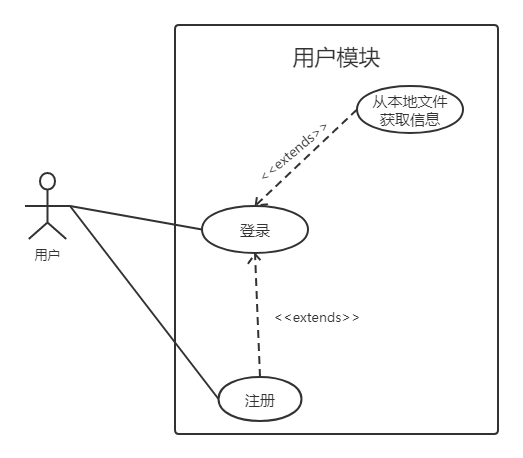 用户模块
从本地文件
获取信息
<<extends>>
登录
用户
<<extends>>
注册